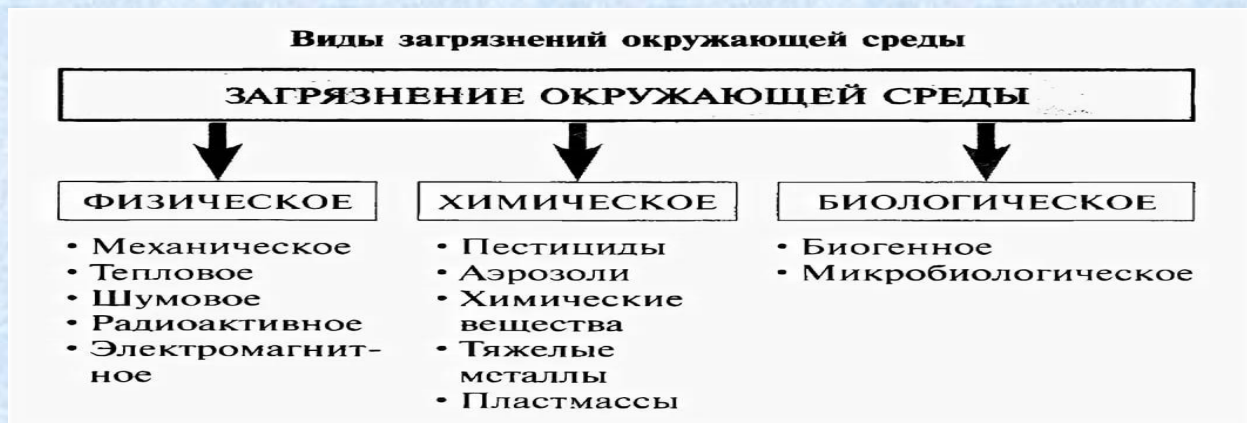 Виды загрязнений окружающей среды
ЗАГРЯЗНЕНИЕ ОКРУЖАЮЩЕЙ СРЕДЫ
ФИЗИЧЕСКОЕ
• Механическое
• Тепловое
• Шумовое
• Радиоактивное
• Электромагнит-
ное
ХИМИЧЕСКОЕ
• Пестициды
• Аэрозоли
• Химические
вещества
• Тяжелые
металлы
• Пластмассы
БИОЛОГИЧЕСКОЕ
• Биогенное
• Микробиологическое